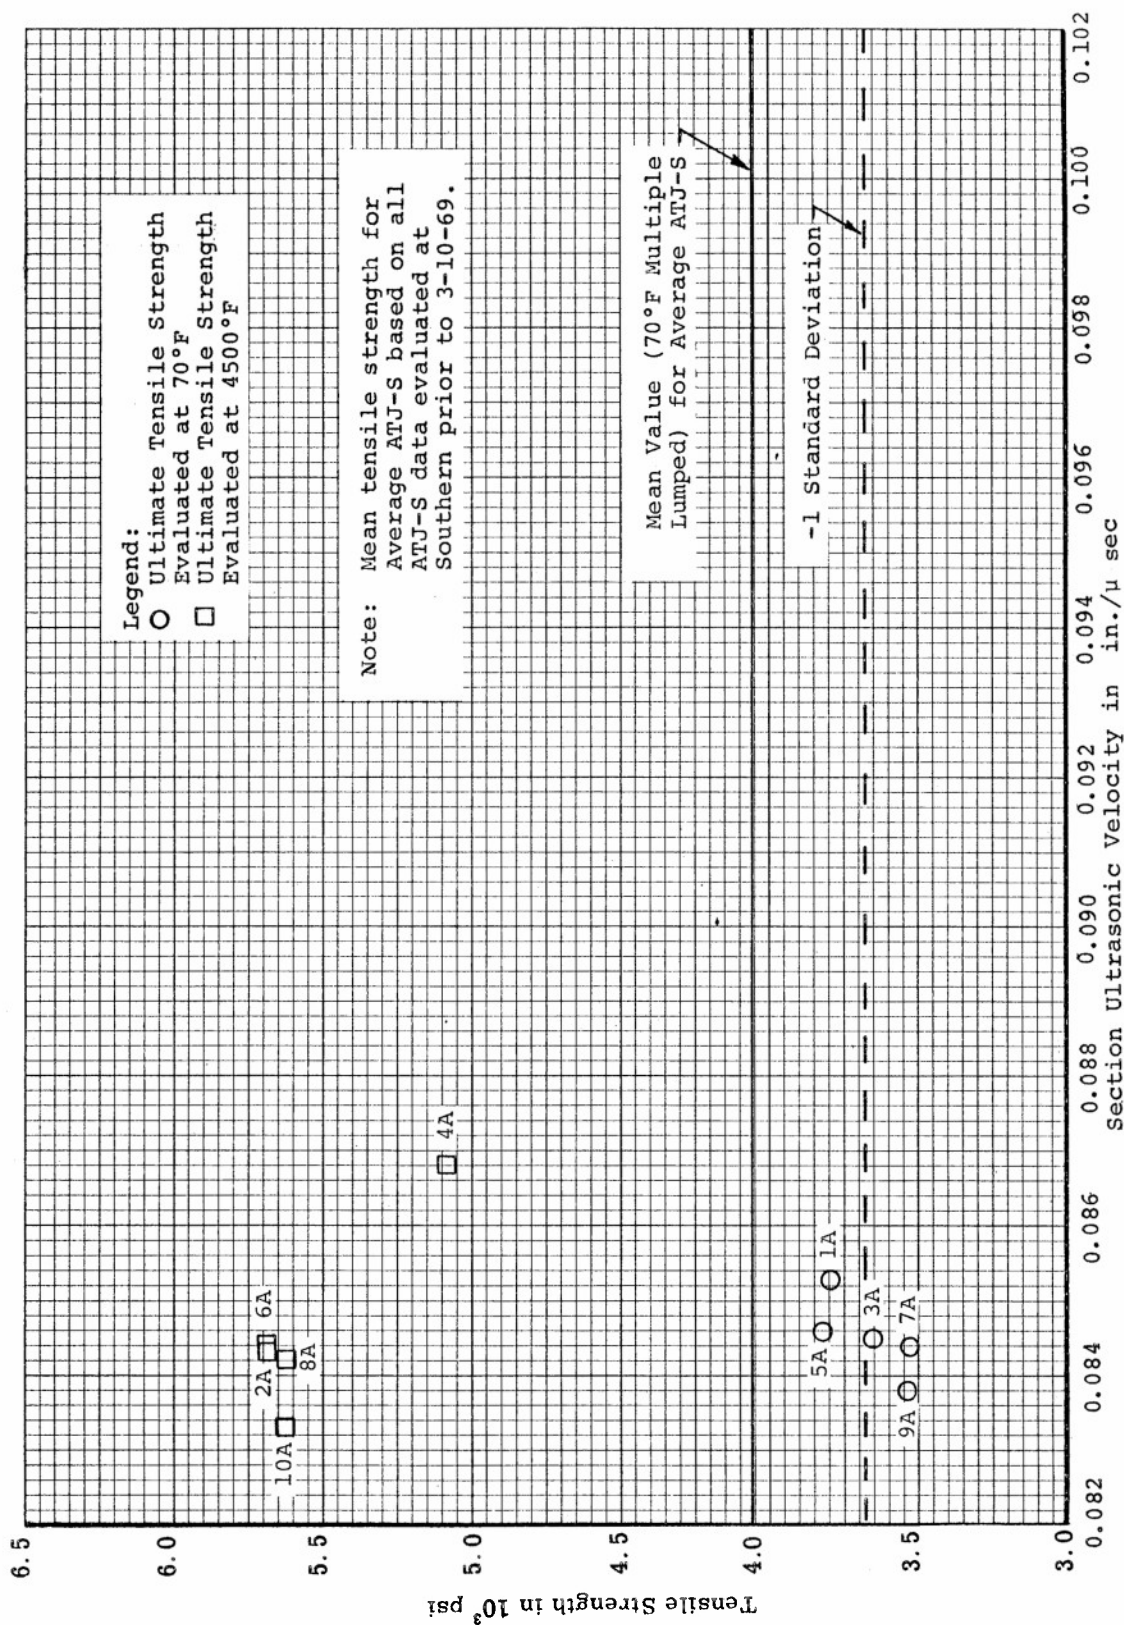 6.5
6.0
5.5
5.0
4.5
4.0
3.5
3.0
Tensile Strength in 10³ psi
Legend:
○ Ultimate Tensile Strength
Evaluated at 70°F
□ Ultimate Tensile Strength
Evaluated at 4500°F
Note: Mean tensile strength for
Average ATJ-S based on all
ATJ-S data evaluated at
Southern prior to 3-10-69.
Mean Value (70°F Multiple
Lumped) for Average ATJ-S
-1 Standard Deviation
10A
2A
6A
8A
4A
5A
1A
3A
9A
7A
0.082
0.084
0.086
0.088
0.090
0.092
0.094
0.096
0.098
0.100
0.102
Section Ultrasonic Velocity in in./μ sec